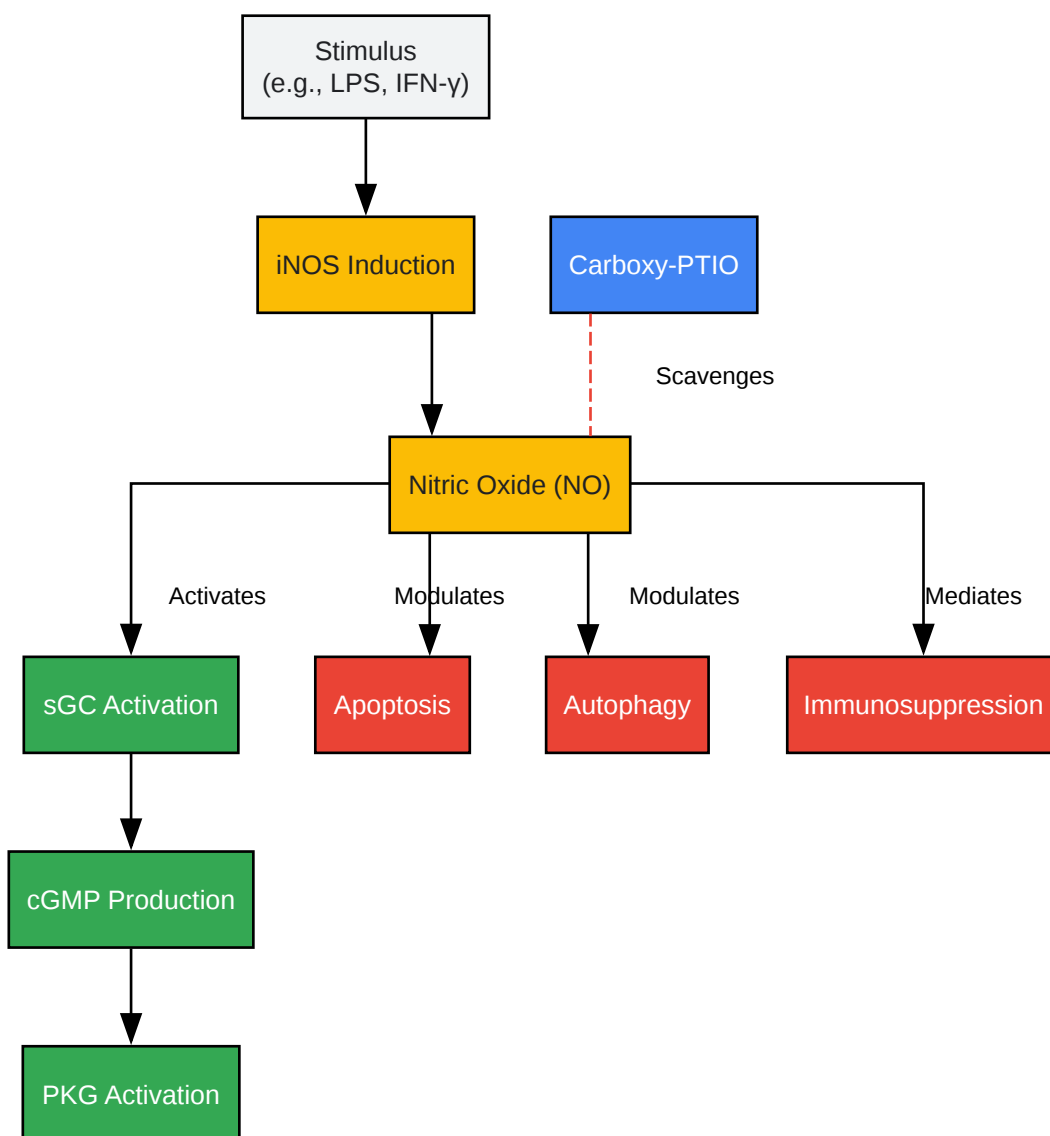 Stimulus
(e.g., LPS, IFN-γ)
iNOS Induction
Carboxy-PTIO
Scavenges
Nitric Oxide (NO)
Activates
Modulates
Modulates
Mediates
sGC Activation
Apoptosis
Autophagy
Immunosuppression
cGMP Production
PKG Activation